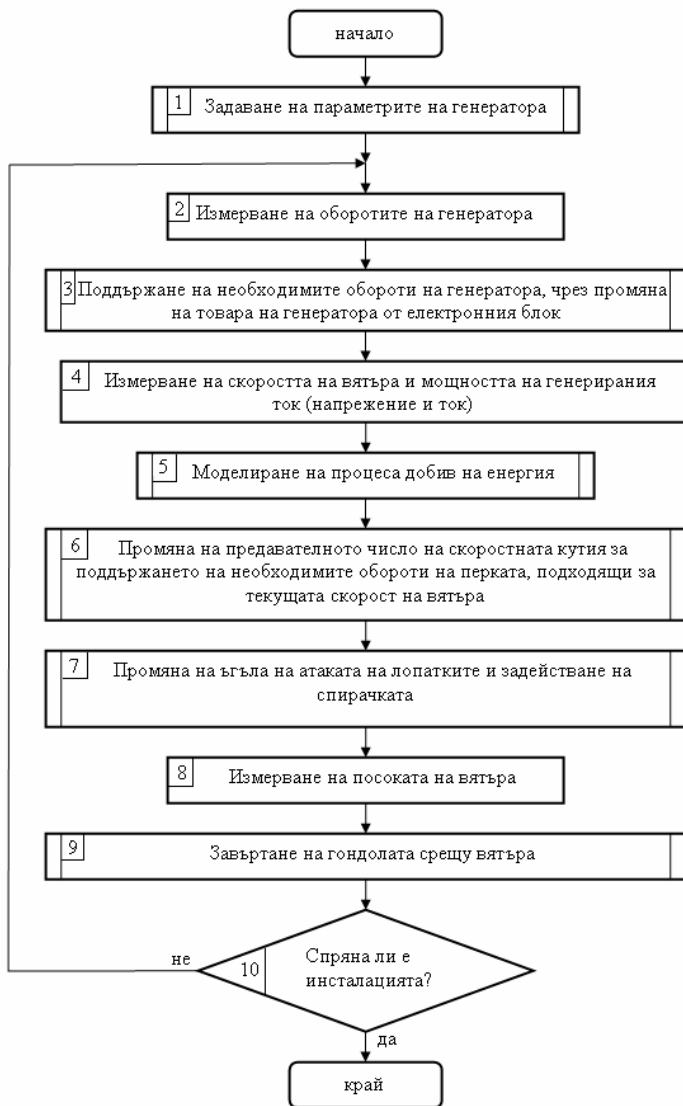 начало
1
Задаване на параметрите на генератора
2
Измерване на оборотите на генератора
3
Поддържане на необходимите обороти на генератора, чрез промяна
на товара на генератора от електронния блок
4
Измерване на скоростта на вятъра и мощността на генерирания
ток (напрежение и ток)
5
Моделиране на процеса добив на енергия
6
Промяна на предавателното число на скоростната кутия за
поддържането на необходимите обороти на перката, подходящи за
текущата скорост на вятъра
7
Промяна на ъгъла на атаката на лопатките и задействане на
спирачката
8
Измерване на посоката на вятъра
9
Завъртане на гондолата срещу вятъра
не
10
Спряна ли е
инсталацията?
да
край